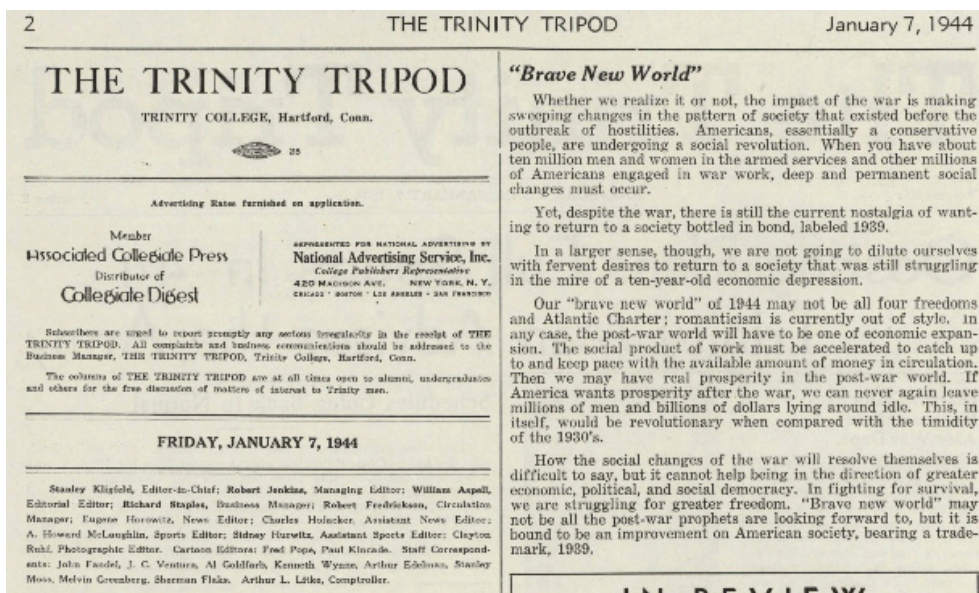 2
THE TRINITY TRIPOD
January 7, 1944
THE TRINITY TRIPOD
TRINITY COLLEGE, Hartford, Conn.
25
Advertising Rates furnished on application.
Member
Associated Collegiate Press
Distributor of
Collegiate Digest
REPRESENTED FOR NATIONAL ADVERTISING BY
National Advertising Service, Inc.
College Publishers Representative
420 MADISON AVE. NEW YORK, N. Y.
CHICAGO · BOSTON · LOS ANGELES · SAN FRANCISCO
Subscribers are urged to report promptly any serious irregularity in the receipt of THE
TRINITY TRIPOD. All complaints and business communications should be addressed to the
Business Manager, THE TRINITY TRIPOD, Trinity College, Hartford, Conn.
The columns of THE TRINITY TRIPOD are at all times open to alumni, undergraduates
and others for the free discussion of matters of interest to Trinity men.
FRIDAY, JANUARY 7, 1944
Stanley Kligfeld, Editor-in-Chief; Robert Jenkins, Managing Editor; William Aspell,
Editorial Editor; Richard Staples, Business Manager; Robert Fredrickson, Circulation
Manager; Eugene Horowitz, News Editor; Charles Assistant News Editor;
A. Howard McLaughlin, Sports Editor; Sidney Hurwitz, Assistant Sports Editor; Clayton
Ruhl, Photographic Editor. Cartoon Editors: Fred Pope, Paul Kincade. Staff Correspond-
ents: John Fandel, J. C. Ventura, Al Goldfarb, Kenneth Wynne, Arthur Edelman, Stanley
Moss, Melvin Greenberg, Sherman Arthur L. Litke, Comptroller.
"Brave New World"
Whether we realize it or not, the impact of the war is making
sweeping changes in the pattern of society that existed before the
outbreak of hostilities. Americans, essentially a conservative
people, are undergoing a social revolution. When you have about
ten million men and women in the armed services and other millions
of Americans engaged in war work, deep and permanent social
changes must occur.
Yet, despite the war, there is still the current nostalgia of want-
ing to return to a society bottled in bond, labeled 1939.
In a larger sense, though, we are not going to dilute ourselves
with fervent desires to return to a society that was still struggling
in the mire of a ten-year-old economic depression.
Our "brave new world" of 1944 may not be all four freedoms
and Atlantic Charter; romanticism is currently out of style. In
any case, the post-war world will have to be one of economic expan-
sion. The social product of work must be accelerated to catch up
to and keep pace with the available amount of money in circulation.
Then we may have real prosperity in the post-war world. If
America wants prosperity after the war, we can never again leave
millions of men and billions of dollars lying around idle. This, in
itself, would be revolutionary when compared with the timidity
of the 1930's.
How the social changes of the war will resolve themselves is
difficult to say, but it cannot help being in the direction of greater
economic, political, and social democracy. In fighting for survival,
we are struggling for greater freedom. "Brave new world" may
not be all the post-war prophets are looking forward to, but it is
bound to be an improvement on American society, bearing a trade-
mark, 1939.
IN REVIEW